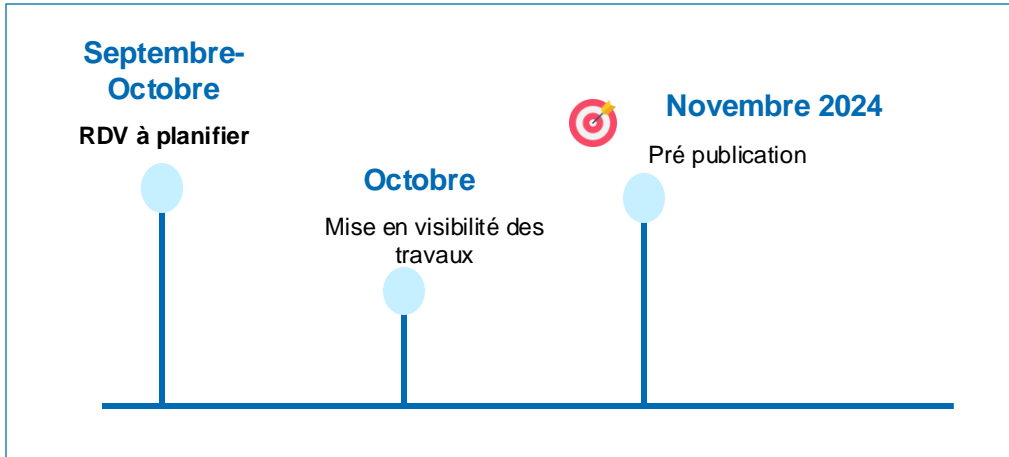 Septembre-
Octobre
RDV à planifier
Octobre
Mise en visibilité des
travaux
Novembre 2024
Pré publication